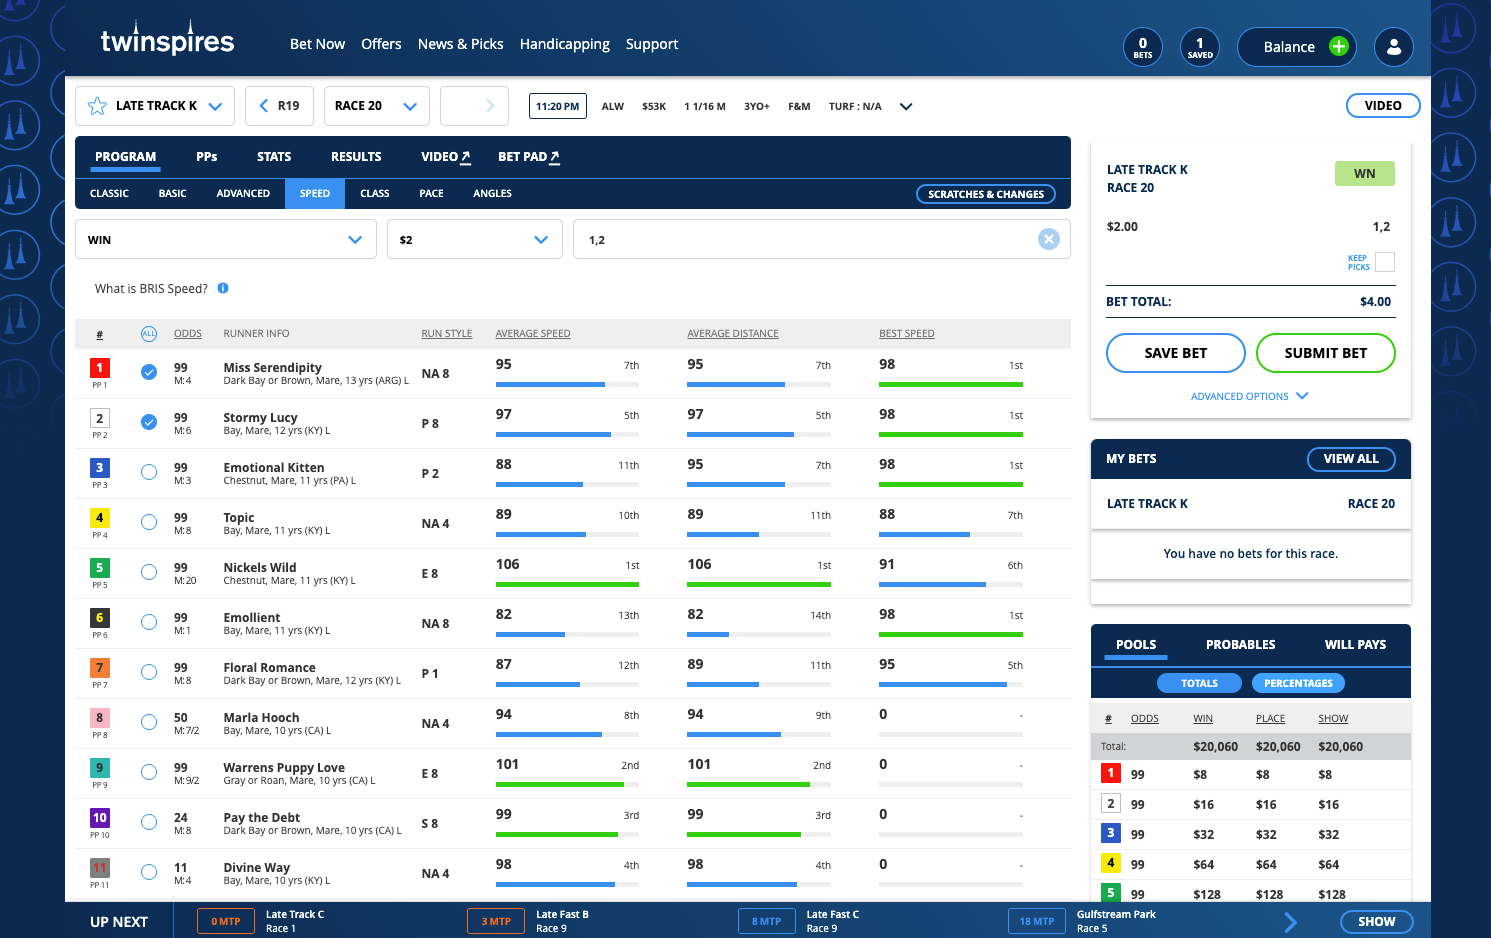 twinspires
Bet Now Offers News & Picks Handicapping Support
0 BETS
1 SAVED
Balance
LATE TRACK K
R19
RACE 20
11:20 PM ALW $53K 1 1/16 M 3YO+ F&M TURF : N/A
VIDEO
PROGRAM PPs STATS RESULTS VIDEO BET PAD
CLASSIC BASIC ADVANCED SPEED CLASS PACE ANGLES
SCRATCHES & CHANGES
WIN
$2
1,2
What is BRIS Speed?
# ALL ODDS RUNNER INFO RUN STYLE AVERAGE SPEED AVERAGE DISTANCE BEST SPEED
1 99 Miss Serendipity NA 8 95 7th 95 7th 98 1st
PP 1 M:4 Dark Bay or Brown, Mare, 13 yrs (ARG) L
2 99 Stormy Lucy P 8 97 5th 97 5th 98 1st
PP 2 M:6 Bay, Mare, 12 yrs (KY) L
3 99 Emotional Kitten P 2 88 11th 95 7th 98 1st
PP 3 M:3 Chestnut, Mare, 11 yrs (PA) L
4 99 Topic NA 4 89 10th 89 11th 88 7th
PP 4 M:8 Bay, Mare, 11 yrs (KY) L
5 99 Nickels Wild E 8 106 1st 106 1st 91 6th
PP 5 M:20 Chestnut, Mare, 11 yrs (KY) L
6 99 Emollient NA 8 82 13th 82 14th 98 1st
PP 6 M:1 Bay, Mare, 11 yrs (KY) L
7 99 Floral Romance P 1 87 12th 89 11th 95 5th
PP 7 M:8 Dark Bay or Brown, Mare, 12 yrs (KY) L
8 50 Marla Hooch NA 4 94 8th 94 9th 0 -
PP 8 M:7/2 Bay, Mare, 10 yrs (CA) L
9 99 Warrens Puppy Love E 8 101 2nd 101 2nd 0 -
PP 9 M:9/2 Gray or Roan, Mare, 10 yrs (CA) L
10 24 Pay the Debt S 8 99 3rd 99 3rd 0 -
PP 10 M:8 Dark Bay or Brown, Mare, 10 yrs (CA) L
11 11 Divine Way NA 4 98 4th 98 4th 0 -
PP 11 M:4 Bay, Mare, 10 yrs (KY) L
LATE TRACK K
RACE 20
WN
$2.00 1,2
KEEP PICKS
BET TOTAL: $4.00
SAVE BET SUBMIT BET
ADVANCED OPTIONS
MY BETS VIEW ALL
LATE TRACK K RACE 20
You have no bets for this race.
POOLS PROBABLES WILL PAYS
TOTALS PERCENTAGES
# ODDS WIN PLACE SHOW
Total: $20,060 $20,060 $20,060
1 99 $8 $8 $8
2 99 $16 $16 $16
3 99 $32 $32 $32
4 99 $64 $64 $64
5 99 $128 $128 $128
UP NEXT
0 MTP Late Track C Race 1
3 MTP Late Fast B Race 9
8 MTP Late Fast C Race 9
18 MTP Gulfstream Park Race 5
SHOW